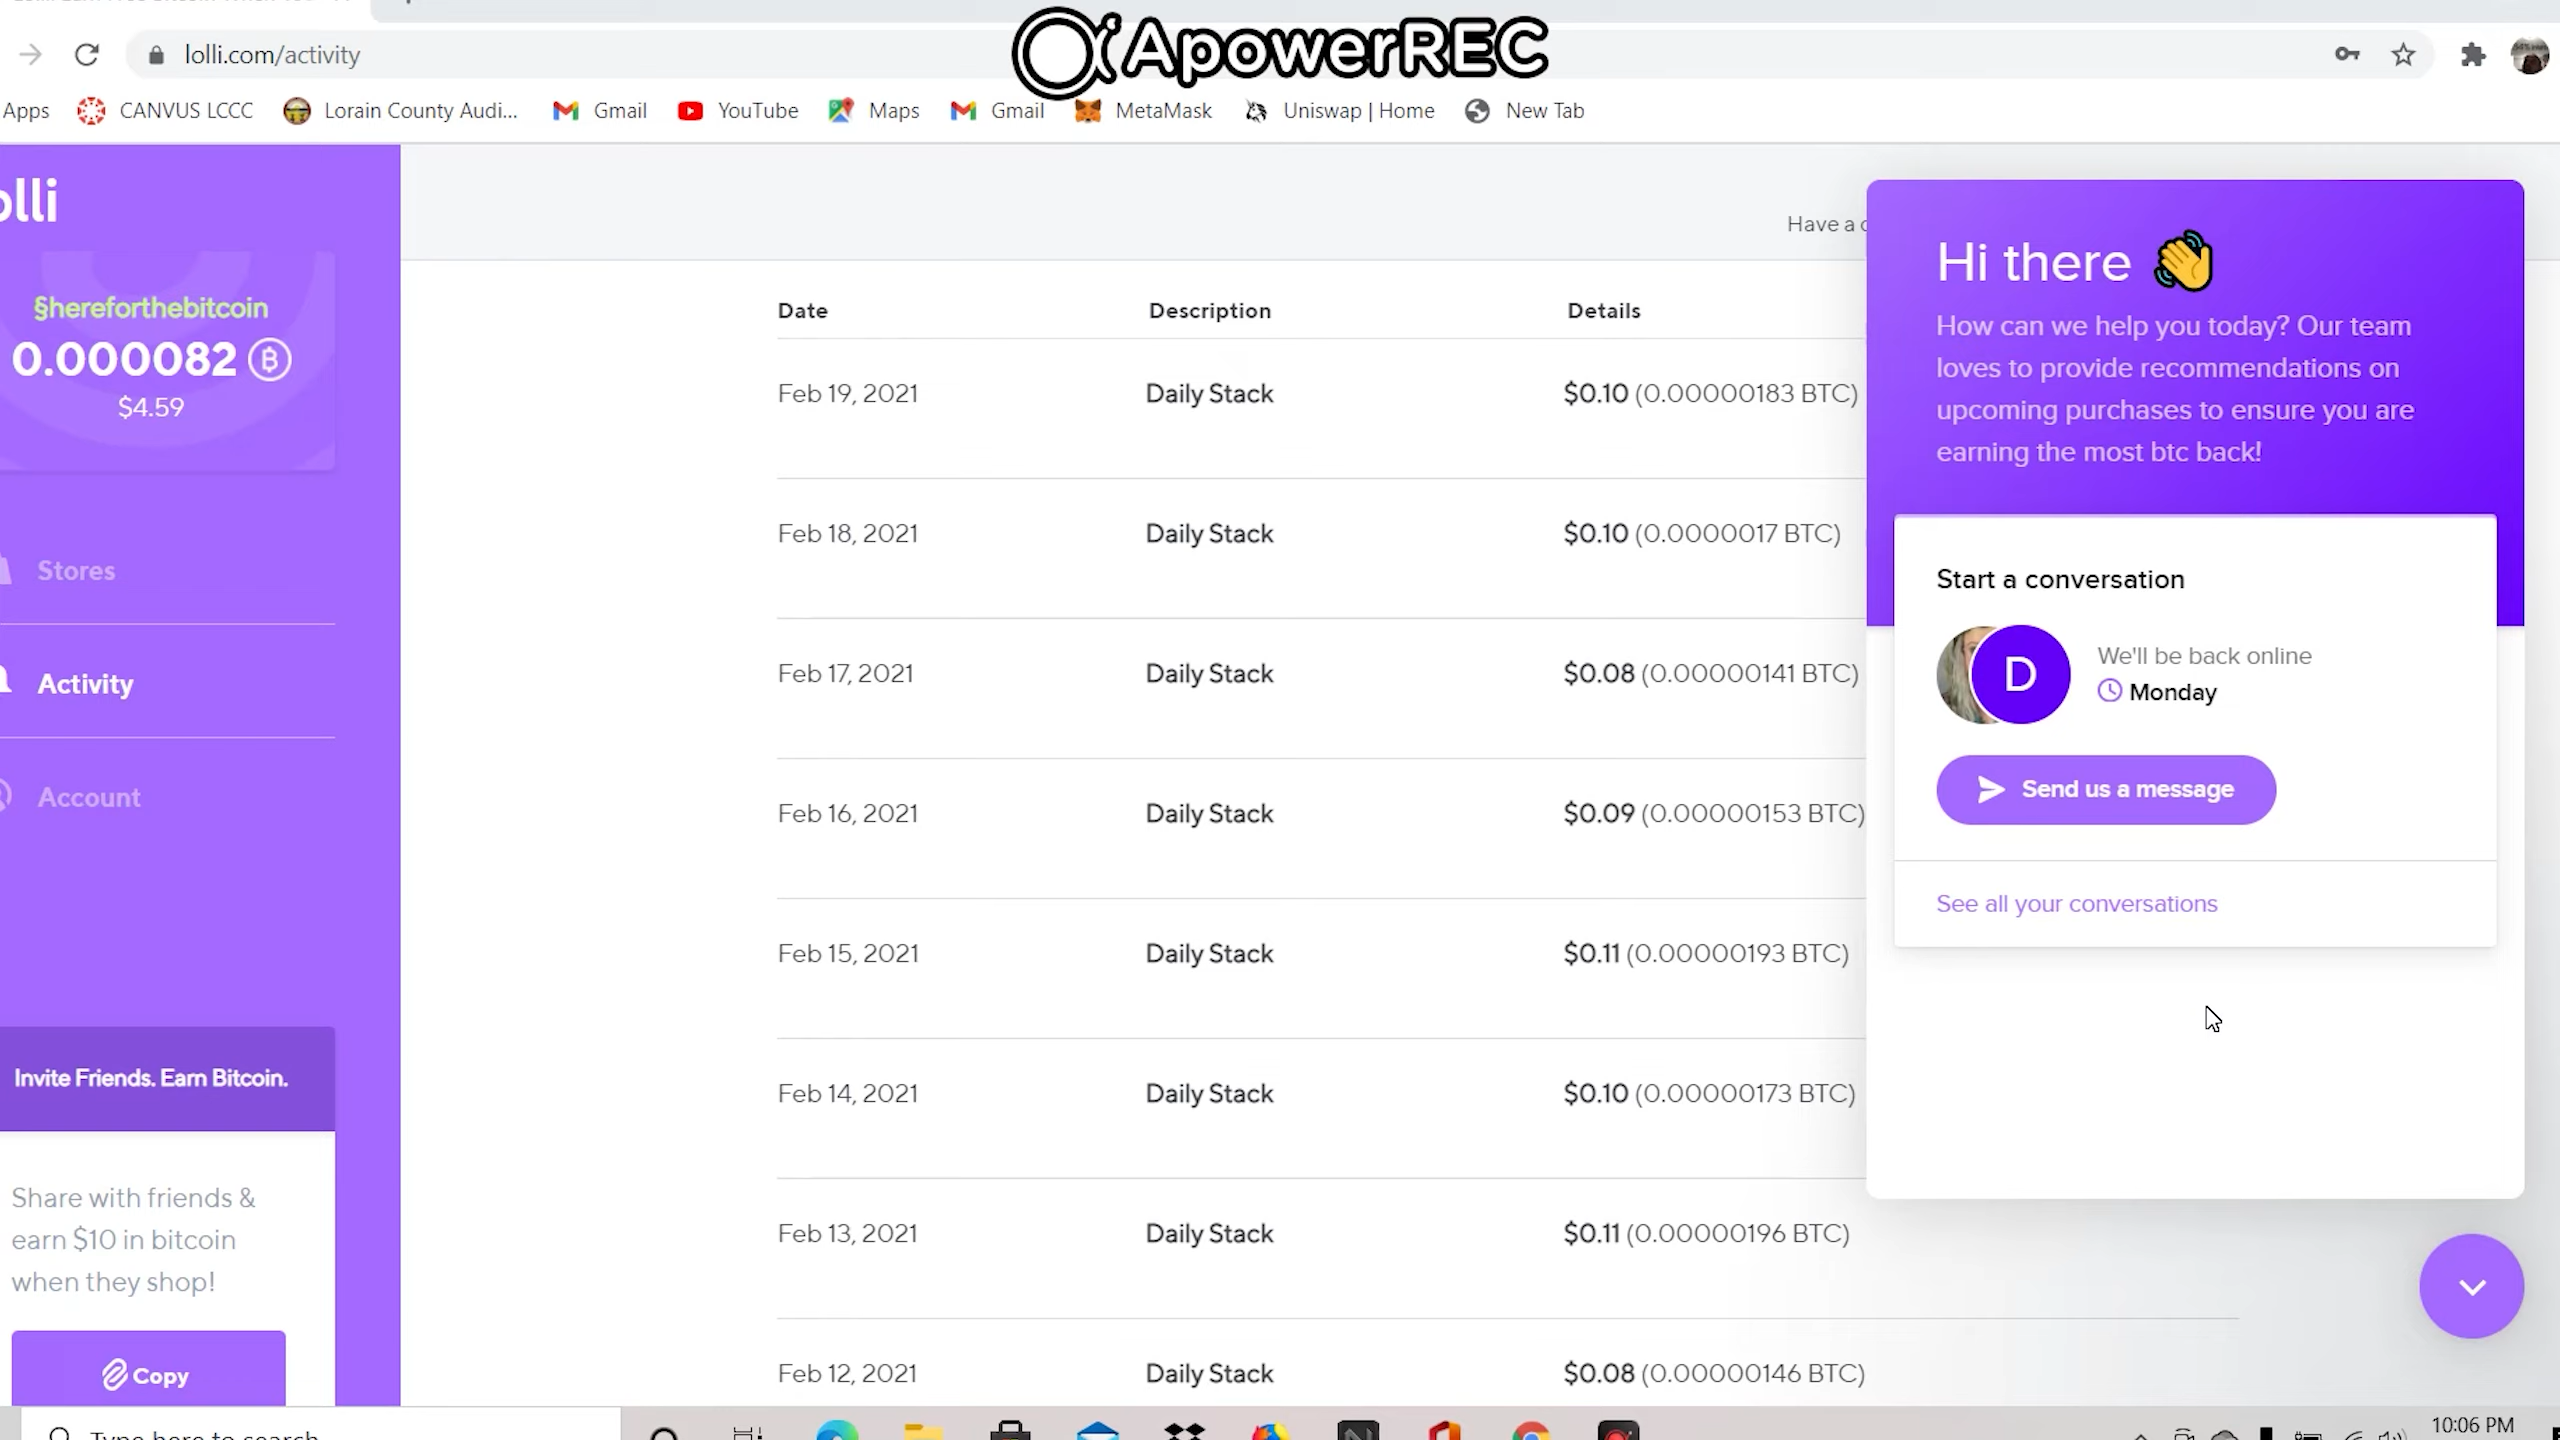 ApowerREC
lolli.com/activity
Apps CANVUS LCCC Lorain County Audi... Gmail YouTube Maps Gmail MetaMask Uniswap | Home New Tab
olli
§hereforthebitcoin
0.000082
$4.59
Stores
Activity
Account
Invite Friends. Earn Bitcoin.
Share with friends &
earn $10 in bitcoin
when they shop!
Copy
Have a
Date Description Details
Feb 19, 2021 Daily Stack $0.10 (0.00000183 BTC)
Feb 18, 2021 Daily Stack $0.10 (0.0000017 BTC)
Feb 17, 2021 Daily Stack $0.08 (0.00000141 BTC)
Feb 16, 2021 Daily Stack $0.09 (0.00000153 BTC)
Feb 15, 2021 Daily Stack $0.11 (0.00000193 BTC)
Feb 14, 2021 Daily Stack $0.10 (0.00000173 BTC)
Feb 13, 2021 Daily Stack $0.11 (0.00000196 BTC)
Feb 12, 2021 Daily Stack $0.08 (0.00000146 BTC)
Hi there 👋
How can we help you today? Our team
loves to provide recommendations on
upcoming purchases to ensure you are
earning the most btc back!
Start a conversation
D
We'll be back online
Monday
Send us a message
See all your conversations
Type here to search
10:06 PM